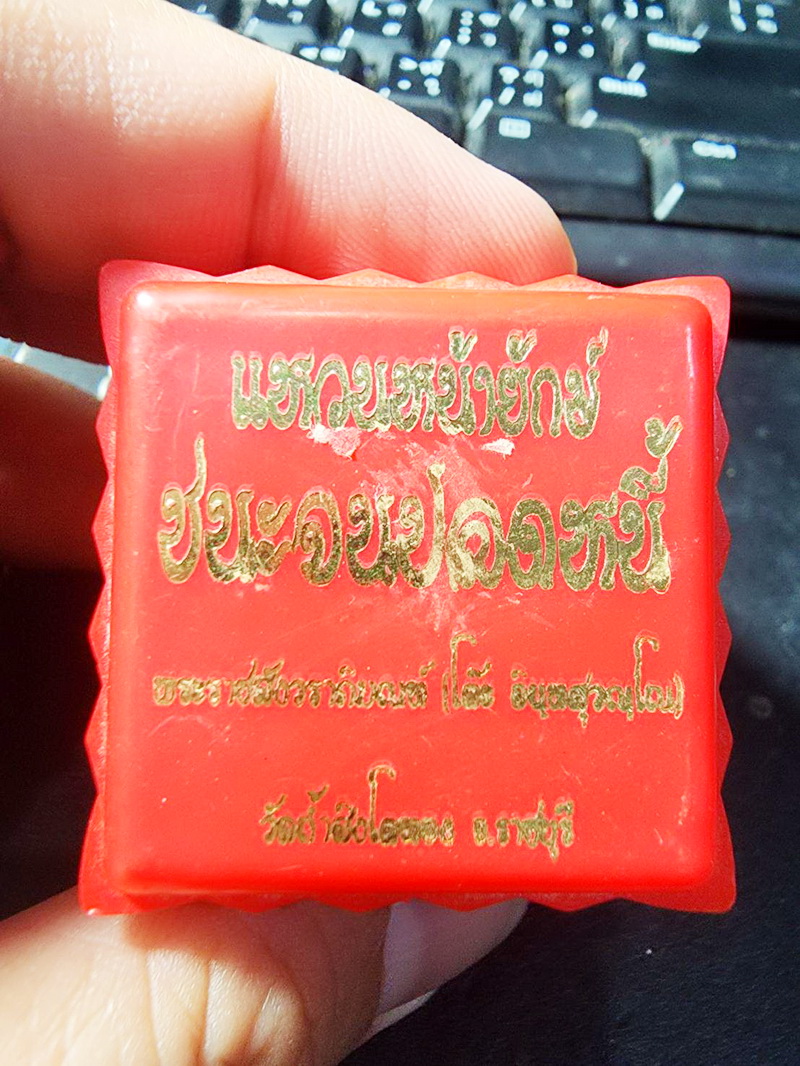 แหวนหน้ายักษ์
ชนะจนปลดหนี้
พระราชสังวราภิมณฑ์ (โต๊ะ อินฺทสุวณฺโณ)
วัดถ้ำสิงโตทอง จ.ราชบุรี